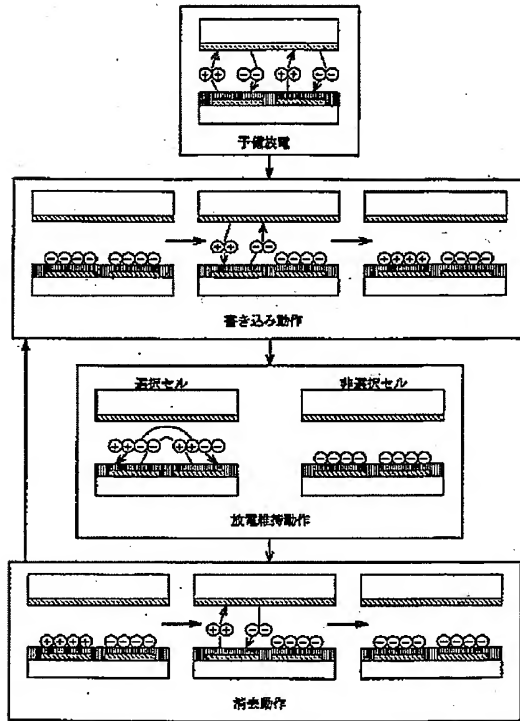 予備放電
書き込み動作
選択セル
非選択セル
放電維持動作
消去動作